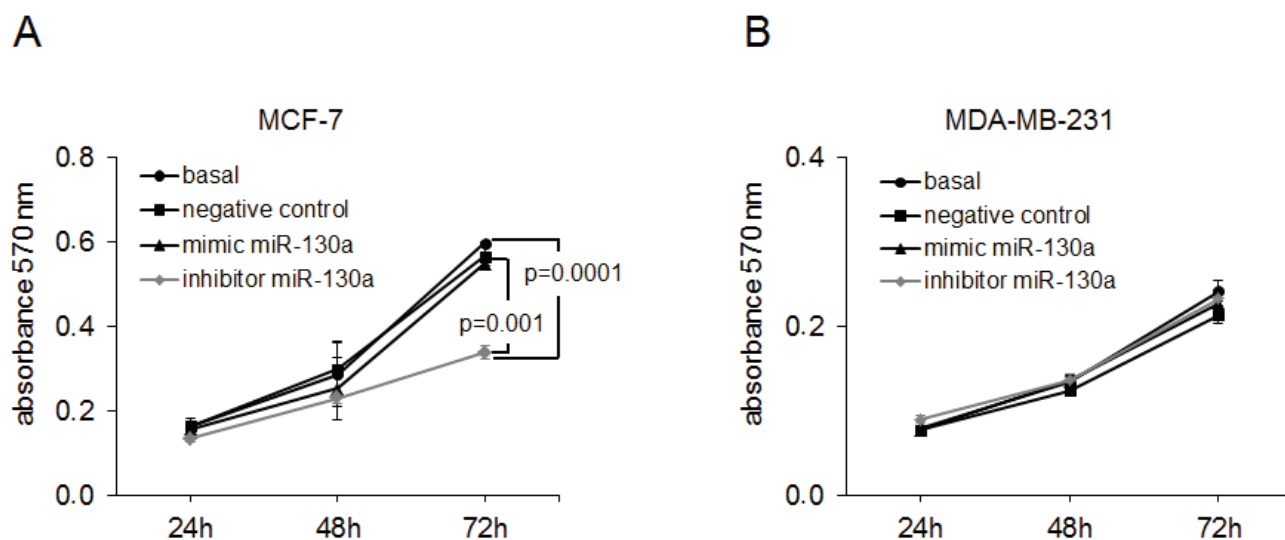 A
MCF-7
absorbance 570 nm
0.8
0.6
0.4
0.2
0.0
basal
negative control
mimic miR-130a
inhibitor miR-130a
p=0.0001
p=0.001
24h 48h 72h
B
MDA-MB-231
absorbance 570 nm
0.4
0.2
0.0
basal
negative control
mimic miR-130a
inhibitor miR-130a
24h 48h 72h